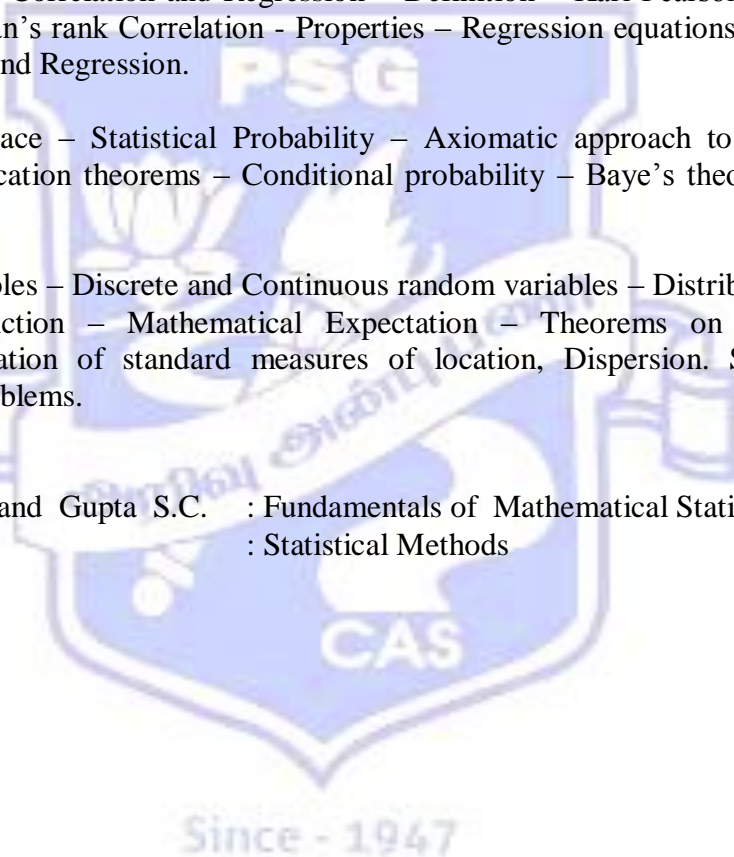 Correlation and Regression – Definition – Karl Pearson
an’s rank Correlation - Properties – Regression equations
nd Regression.
PSG
ace – Statistical Probability – Axiomatic approach to
cation theorems – Conditional probability – Baye’s theo
les – Discrete and Continuous random variables – Distrib
ction – Mathematical Expectation – Theorems on
ation of standard measures of location, Dispersion. S
blems.
அன்பு
and Gupta S.C. : Fundamentals of Mathematical Stati
: Statistical Methods
CAS
Since - 1947